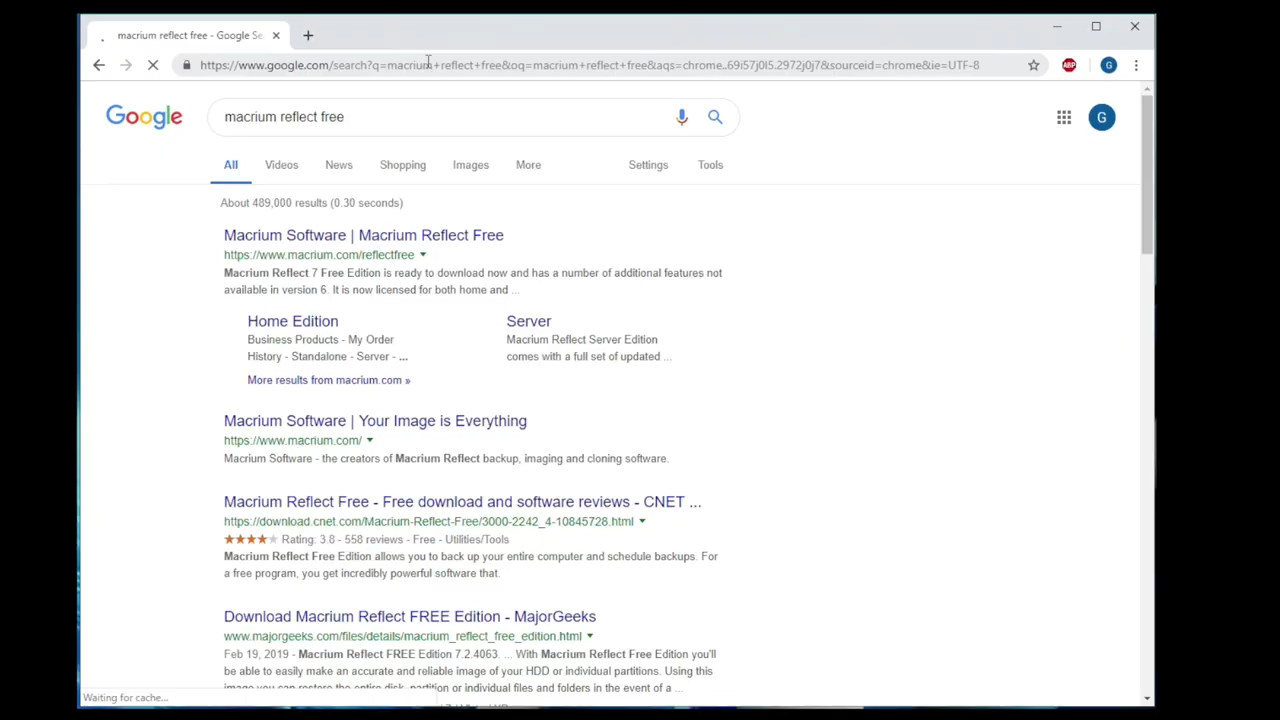 macrium reflect free - Google Se
https://www.google.com/search?q=macrium+reflect+free&oq=macrium+reflect+free&aqs=chrome..69i57j0l5.2972j0j7&sourceid=chrome&ie=UTF-8
ABP
G
Google
macrium reflect free
G
All Videos News Shopping Images More Settings Tools
About 489,000 results (0.30 seconds)
Macrium Software | Macrium Reflect Free
https://www.macrium.com/reflectfree
Macrium Reflect 7 Free Edition is ready to download now and has a number of additional features not
available in version 6. It is now licensed for both home and ...
Home Edition
Business Products - My Order
History - Standalone - Server - ...
Server
Macrium Reflect Server Edition
comes with a full set of updated ...
More results from macrium.com »
Macrium Software | Your Image is Everything
https://www.macrium.com/
Macrium Software - the creators of Macrium Reflect backup, imaging and cloning software.
Macrium Reflect Free - Free download and software reviews - CNET ...
https://download.cnet.com/Macrium-Reflect-Free/3000-2242_4-10845728.html
Rating: 3.8 - 558 reviews - Free - Utilities/Tools
Macrium Reflect Free Edition allows you to back up your entire computer and schedule backups. For
a free program, you get incredibly powerful software that.
Download Macrium Reflect FREE Edition - MajorGeeks
www.majorgeeks.com/files/details/macrium_reflect_free_edition.html
Feb 19, 2019 - Macrium Reflect FREE Edition 7.2.4063. ... With Macrium Reflect Free Edition you'll
be able to easily make an accurate and reliable image of your HDD or individual partitions. Using this
image you can restore the entire disk, partition or individual files and folders in the event of a ...
Waiting for cache...